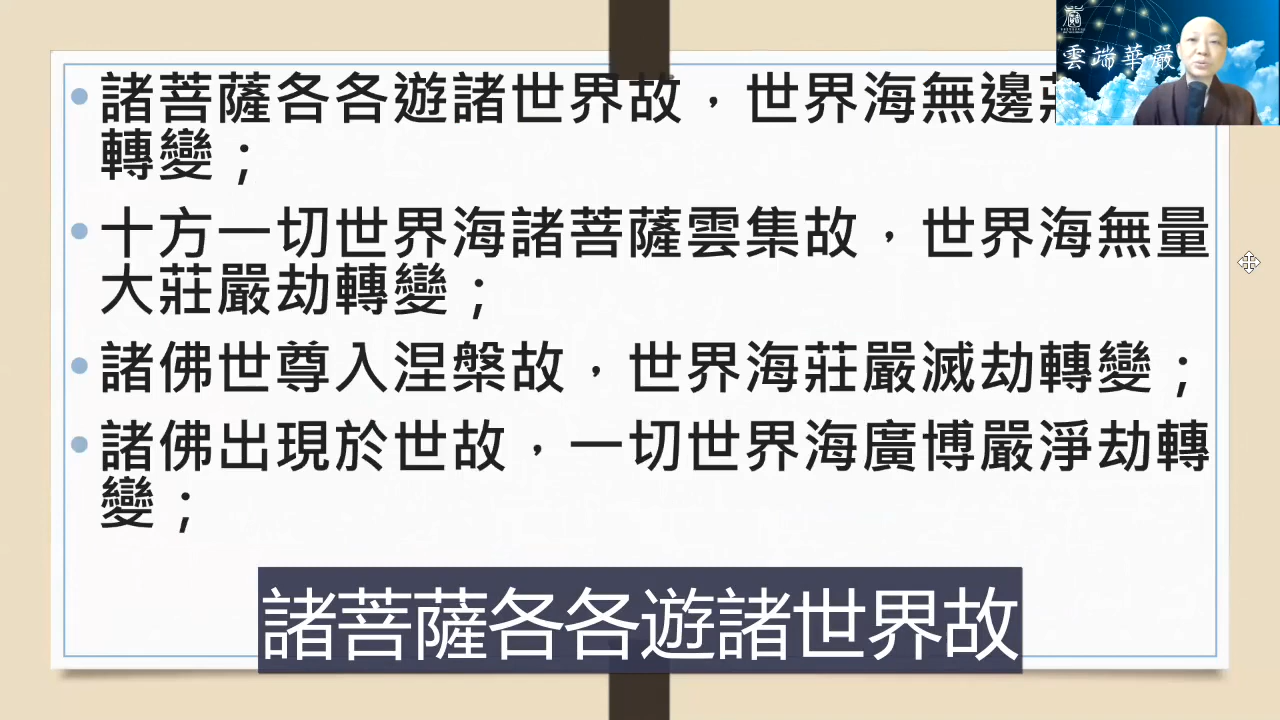 諸菩薩各各遊諸世界故，世界海無邊
轉變；
十方一切世界海諸菩薩雲集故，世界海無量
大莊嚴劫轉變；
諸佛世尊入涅槃故，世界海莊嚴滅劫轉變；
諸佛出現於世故，一切世界海廣博嚴淨劫轉
變；
諸菩薩各各遊諸世界故
雲端華嚴